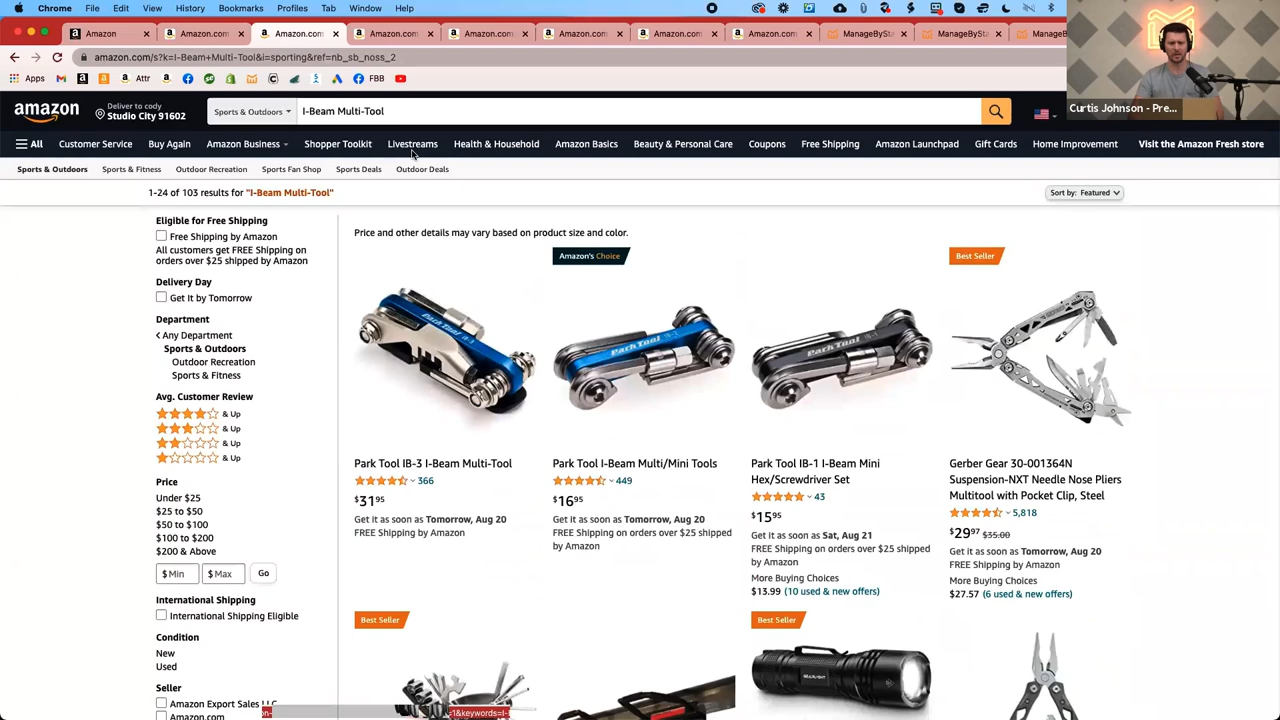 Chrome File Edit View History Bookmarks Profiles Tab Window Help
Amazon Amazon.com Amazon.com Amazon.com Amazon.com Amazon.com Amazon.com Amazon.com ManageBySta ManageBySt ManageBySt
amazon.com/s?k=I-Beam+Multi-Tool&i=sporting&ref=nb_sb_noss_2
Apps Attr FBB
Curtis Johnson - Pre...
amazon
Deliver to cody
Studio City 91602
Sports & Outdoors
I-Beam Multi-Tool
All Customer Service Buy Again Amazon Business Shopper Toolkit Livestreams Health & Household Amazon Basics Beauty & Personal Care Coupons Free Shipping Amazon Launchpad Gift Cards Home Improvement Visit the Amazon Fresh store
Sports & Outdoors Sports & Fitness Outdoor Recreation Sports Fan Shop Sports Deals Outdoor Deals
1-24 of 103 results for "I-Beam Multi-Tool"
Sort by: Featured
Eligible for Free Shipping
Free Shipping by Amazon
All customers get FREE Shipping on
orders over $25 shipped by Amazon
Delivery Day
Get It by Tomorrow
Department
Any Department
Sports & Outdoors
Outdoor Recreation
Sports & Fitness
Avg. Customer Review
& Up
& Up
& Up
& Up
Price
Under $25
$25 to $50
$50 to $100
$100 to $200
$200 & Above
$ Min $ Max Go
International Shipping
International Shipping Eligible
Condition
New
Used
Seller
Amazon Export Sales LLC
Amazon.com
Price and other details may vary based on product size and color.
Park Tool IB-3 I-Beam Multi-Tool
366
$31.95
Get it as soon as Tomorrow, Aug 20
FREE Shipping by Amazon
Amazon's Choice
Park Tool
Park Tool I-Beam Multi/Mini Tools
449
$16.95
Get it as soon as Tomorrow, Aug 20
FREE Shipping on orders over $25 shipped
by Amazon
Park Tool
Park Tool IB-1 I-Beam Mini
Hex/Screwdriver Set
43
$15.95
Get it as soon as Sat, Aug 21
FREE Shipping on orders over $25 shipped
by Amazon
More Buying Choices
$13.99 (10 used & new offers)
Best Seller
Gerber Gear 30-001364N
Suspension-NXT Needle Nose Pliers
Multitool with Pocket Clip, Steel
5,818
$29.97 $35.00
Get it as soon as Tomorrow, Aug 20
FREE Shipping by Amazon
More Buying Choices
$27.57 (6 used & new offers)
Best Seller
Best Seller
-1&keywords=I-